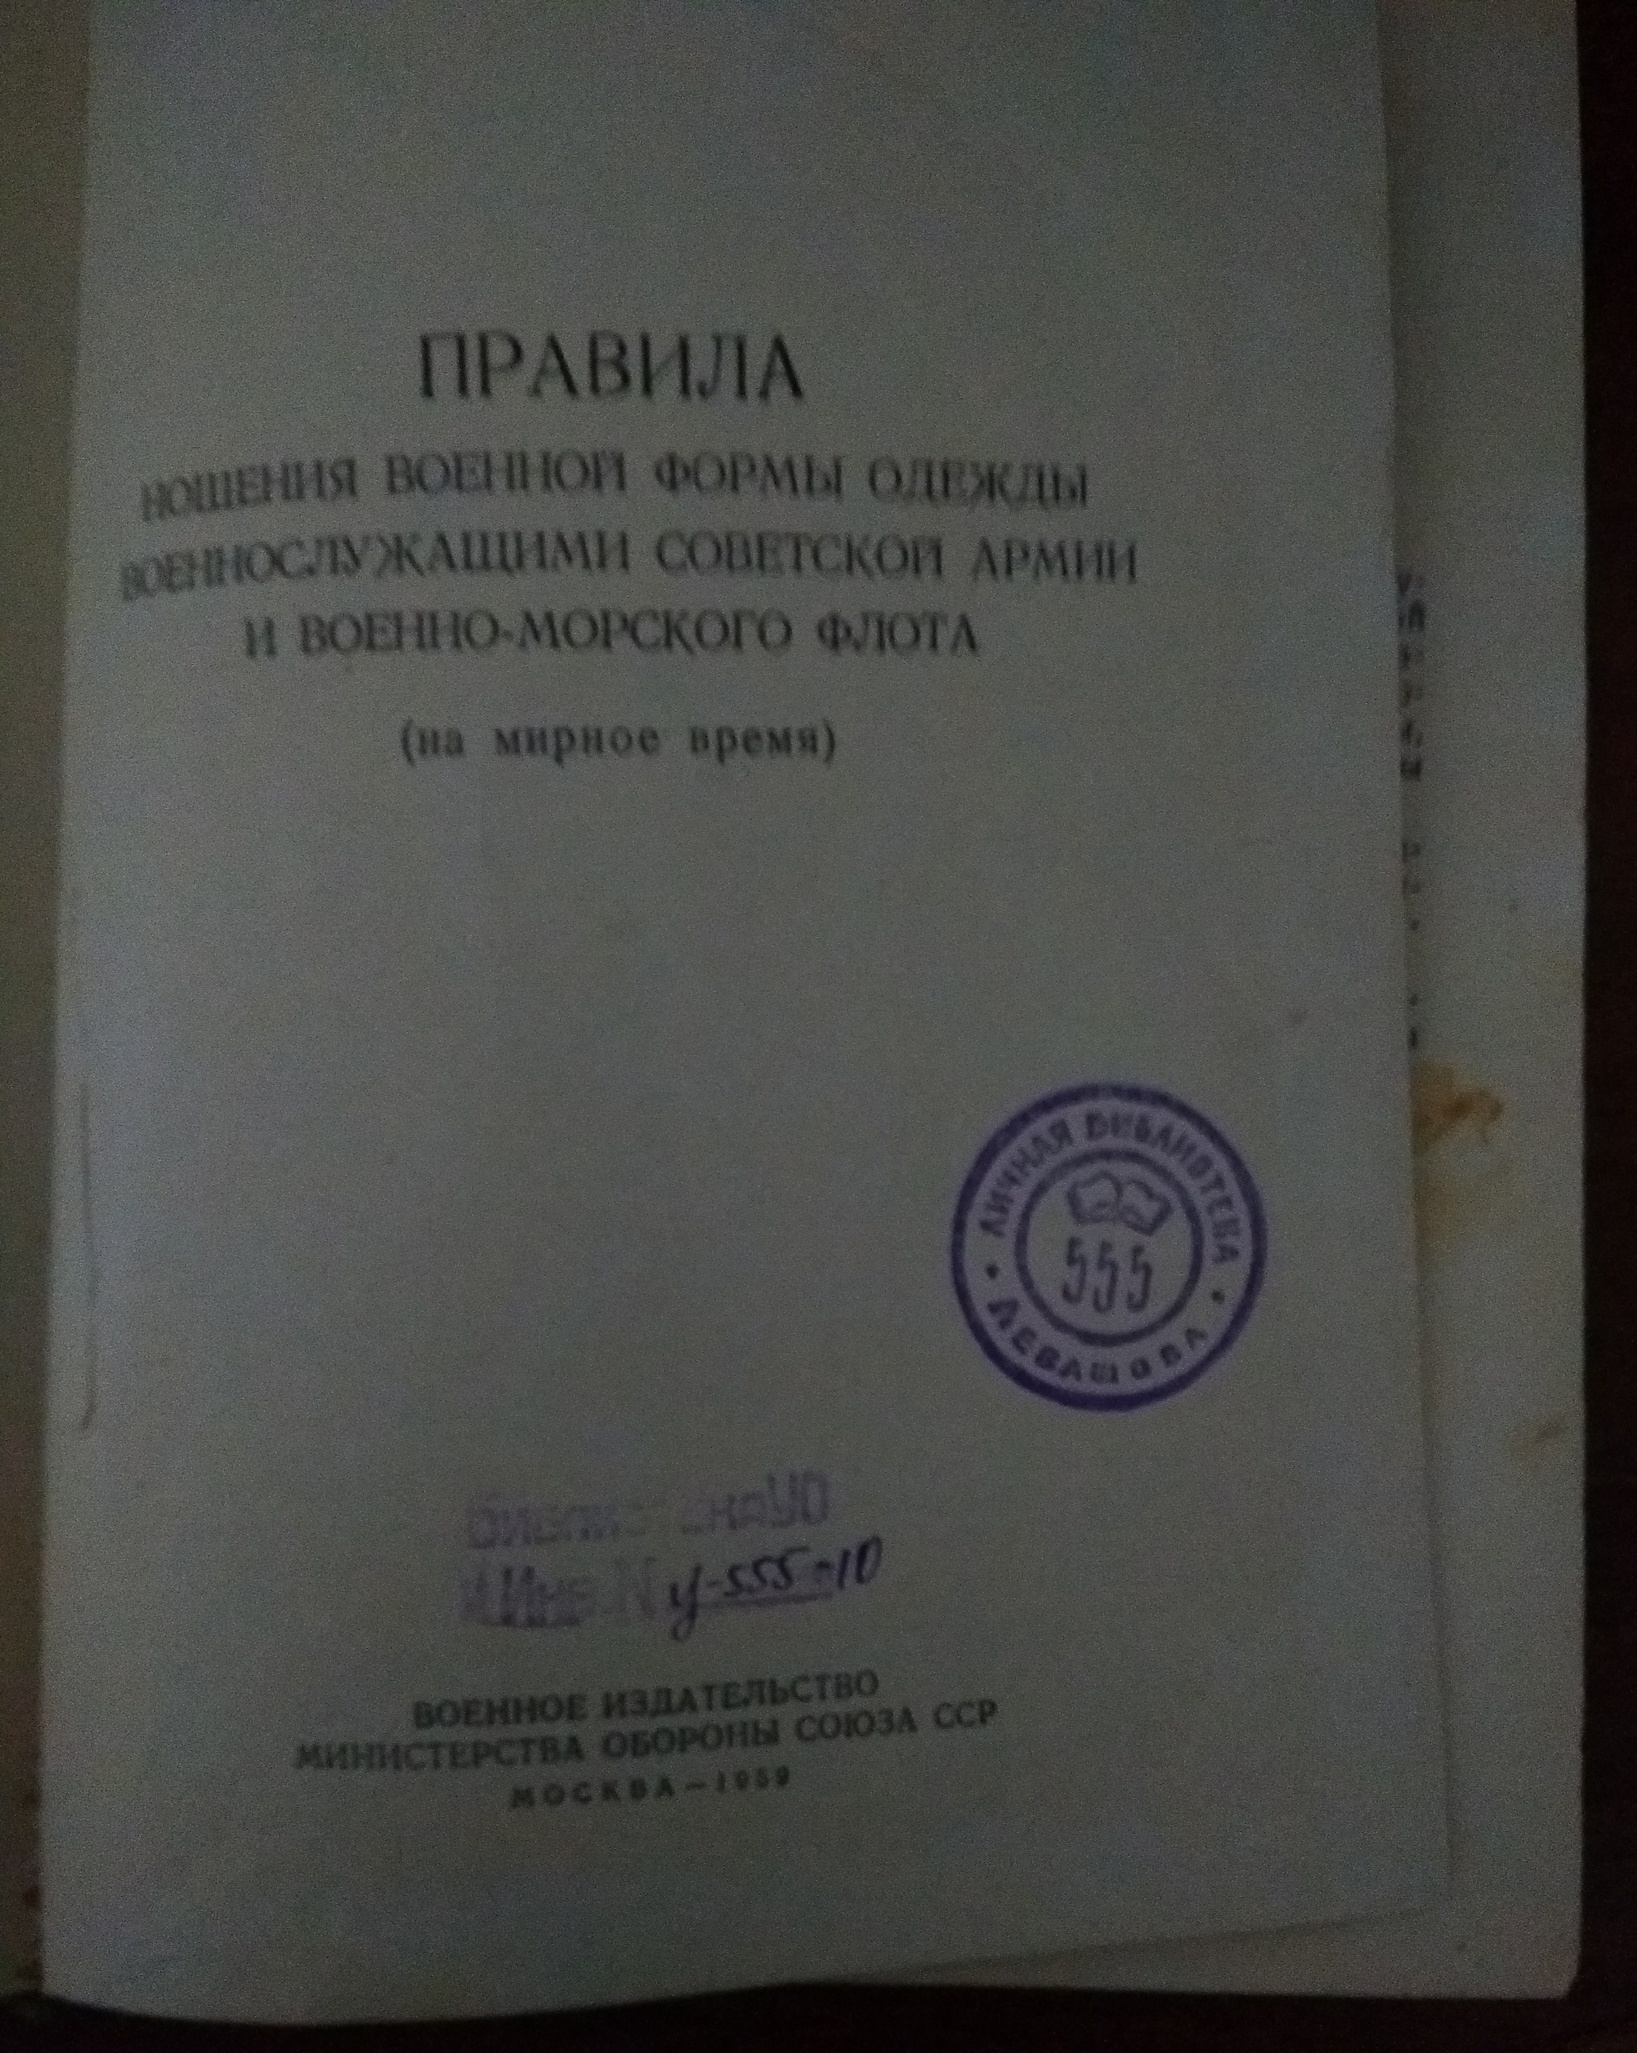 ПРАВИЛА
НОШЕНИЯ ВОЕННОЙ ФОРМЫ ОДЕЖДЫ
ВОЕННОСЛУЖАЩИМИ СОВЕТСКОЙ АРМИИ
И ВОЕННО-МОРСКОГО ФЛОТА
(на мирное время)
ЛИЧНАЯ БИБЛИОТЕКА
555
ЛЕВАШОВА
У-555-10
ВОЕННОЕ ИЗДАТЕЛЬСТВО
МИНИСТЕРСТВА ОБОРОНЫ СОЮЗА ССР
МОСКВА — 1959